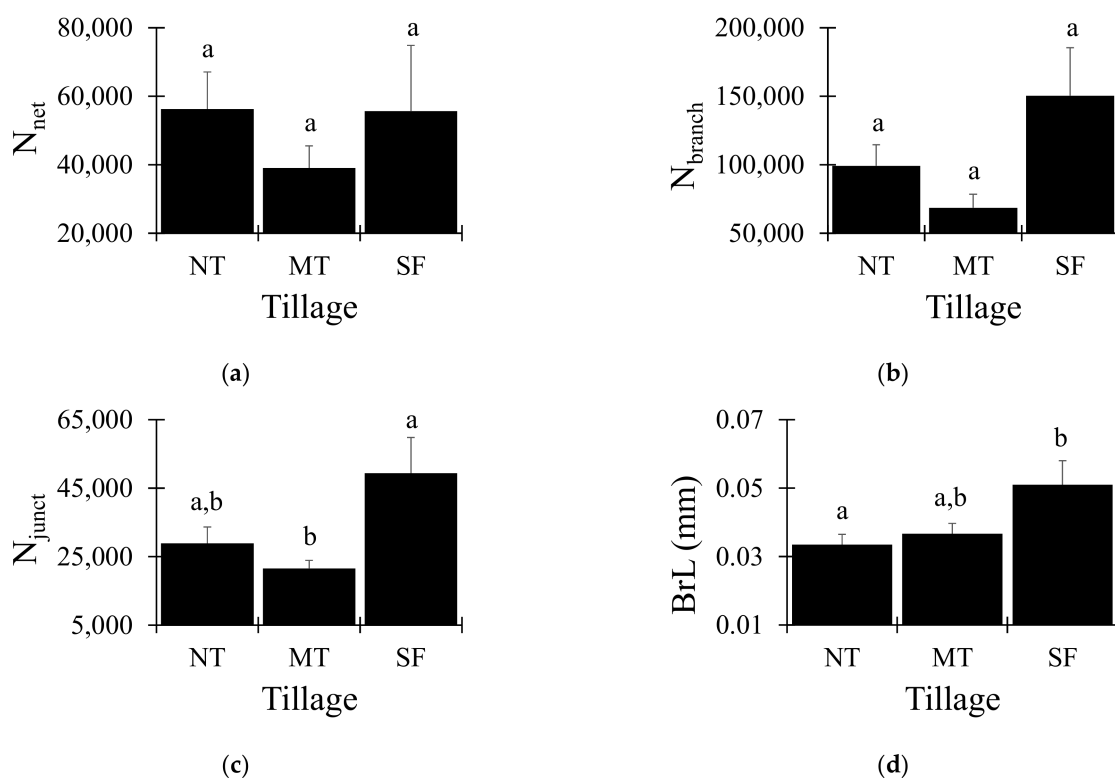 80,000
60,000
40,000
20,000
N_net
a
a
a
NT MT SF
Tillage
(a)
200,000
150,000
100,000
50,000
N_branch
a
a
a
NT MT SF
Tillage
(b)
65,000
45,000
25,000
5,000
N_junct
a,b
b
a
NT MT SF
Tillage
(c)
0.07
0.05
0.03
0.01
BrL (mm)
a
a,b
b
NT MT SF
Tillage
(d)